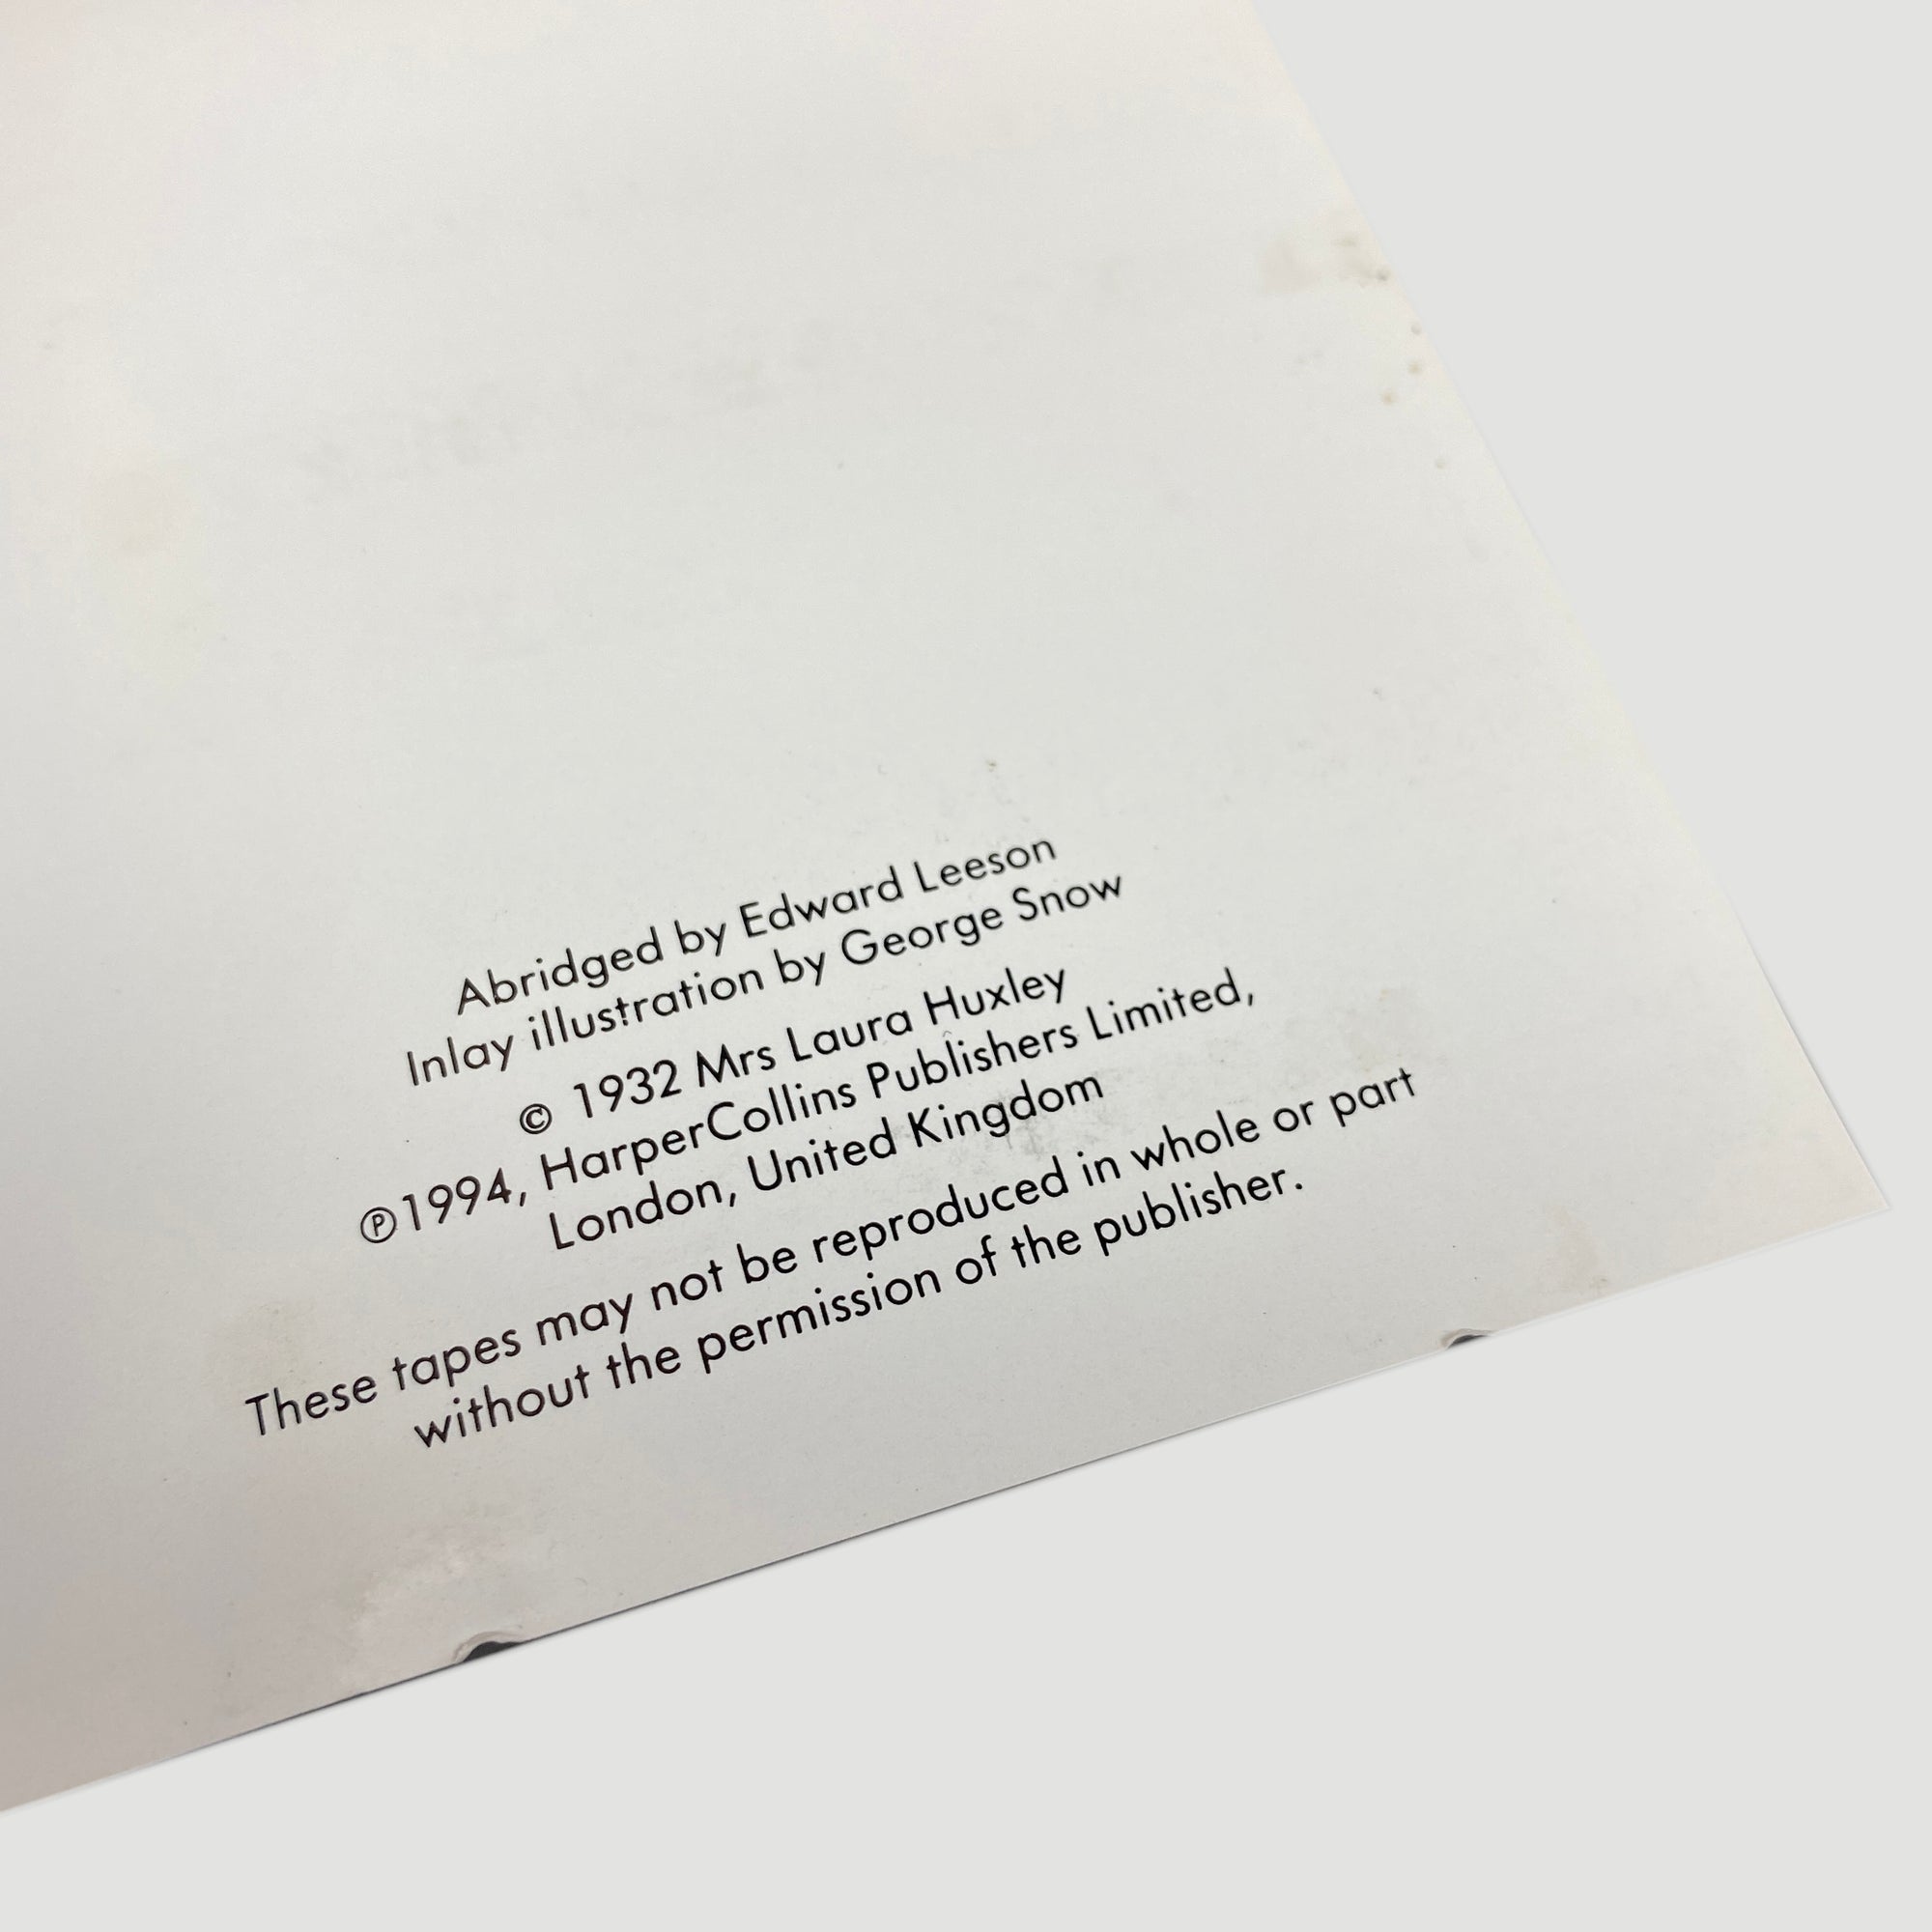 Abridged by Edward Leeson
Inlay illustration by George Snow
© 1932 Mrs Laura Huxley
℗1994, HarperCollins Publishers Limited,
London, United Kingdom
These tapes may not be reproduced in whole or part
without the permission of the publisher.